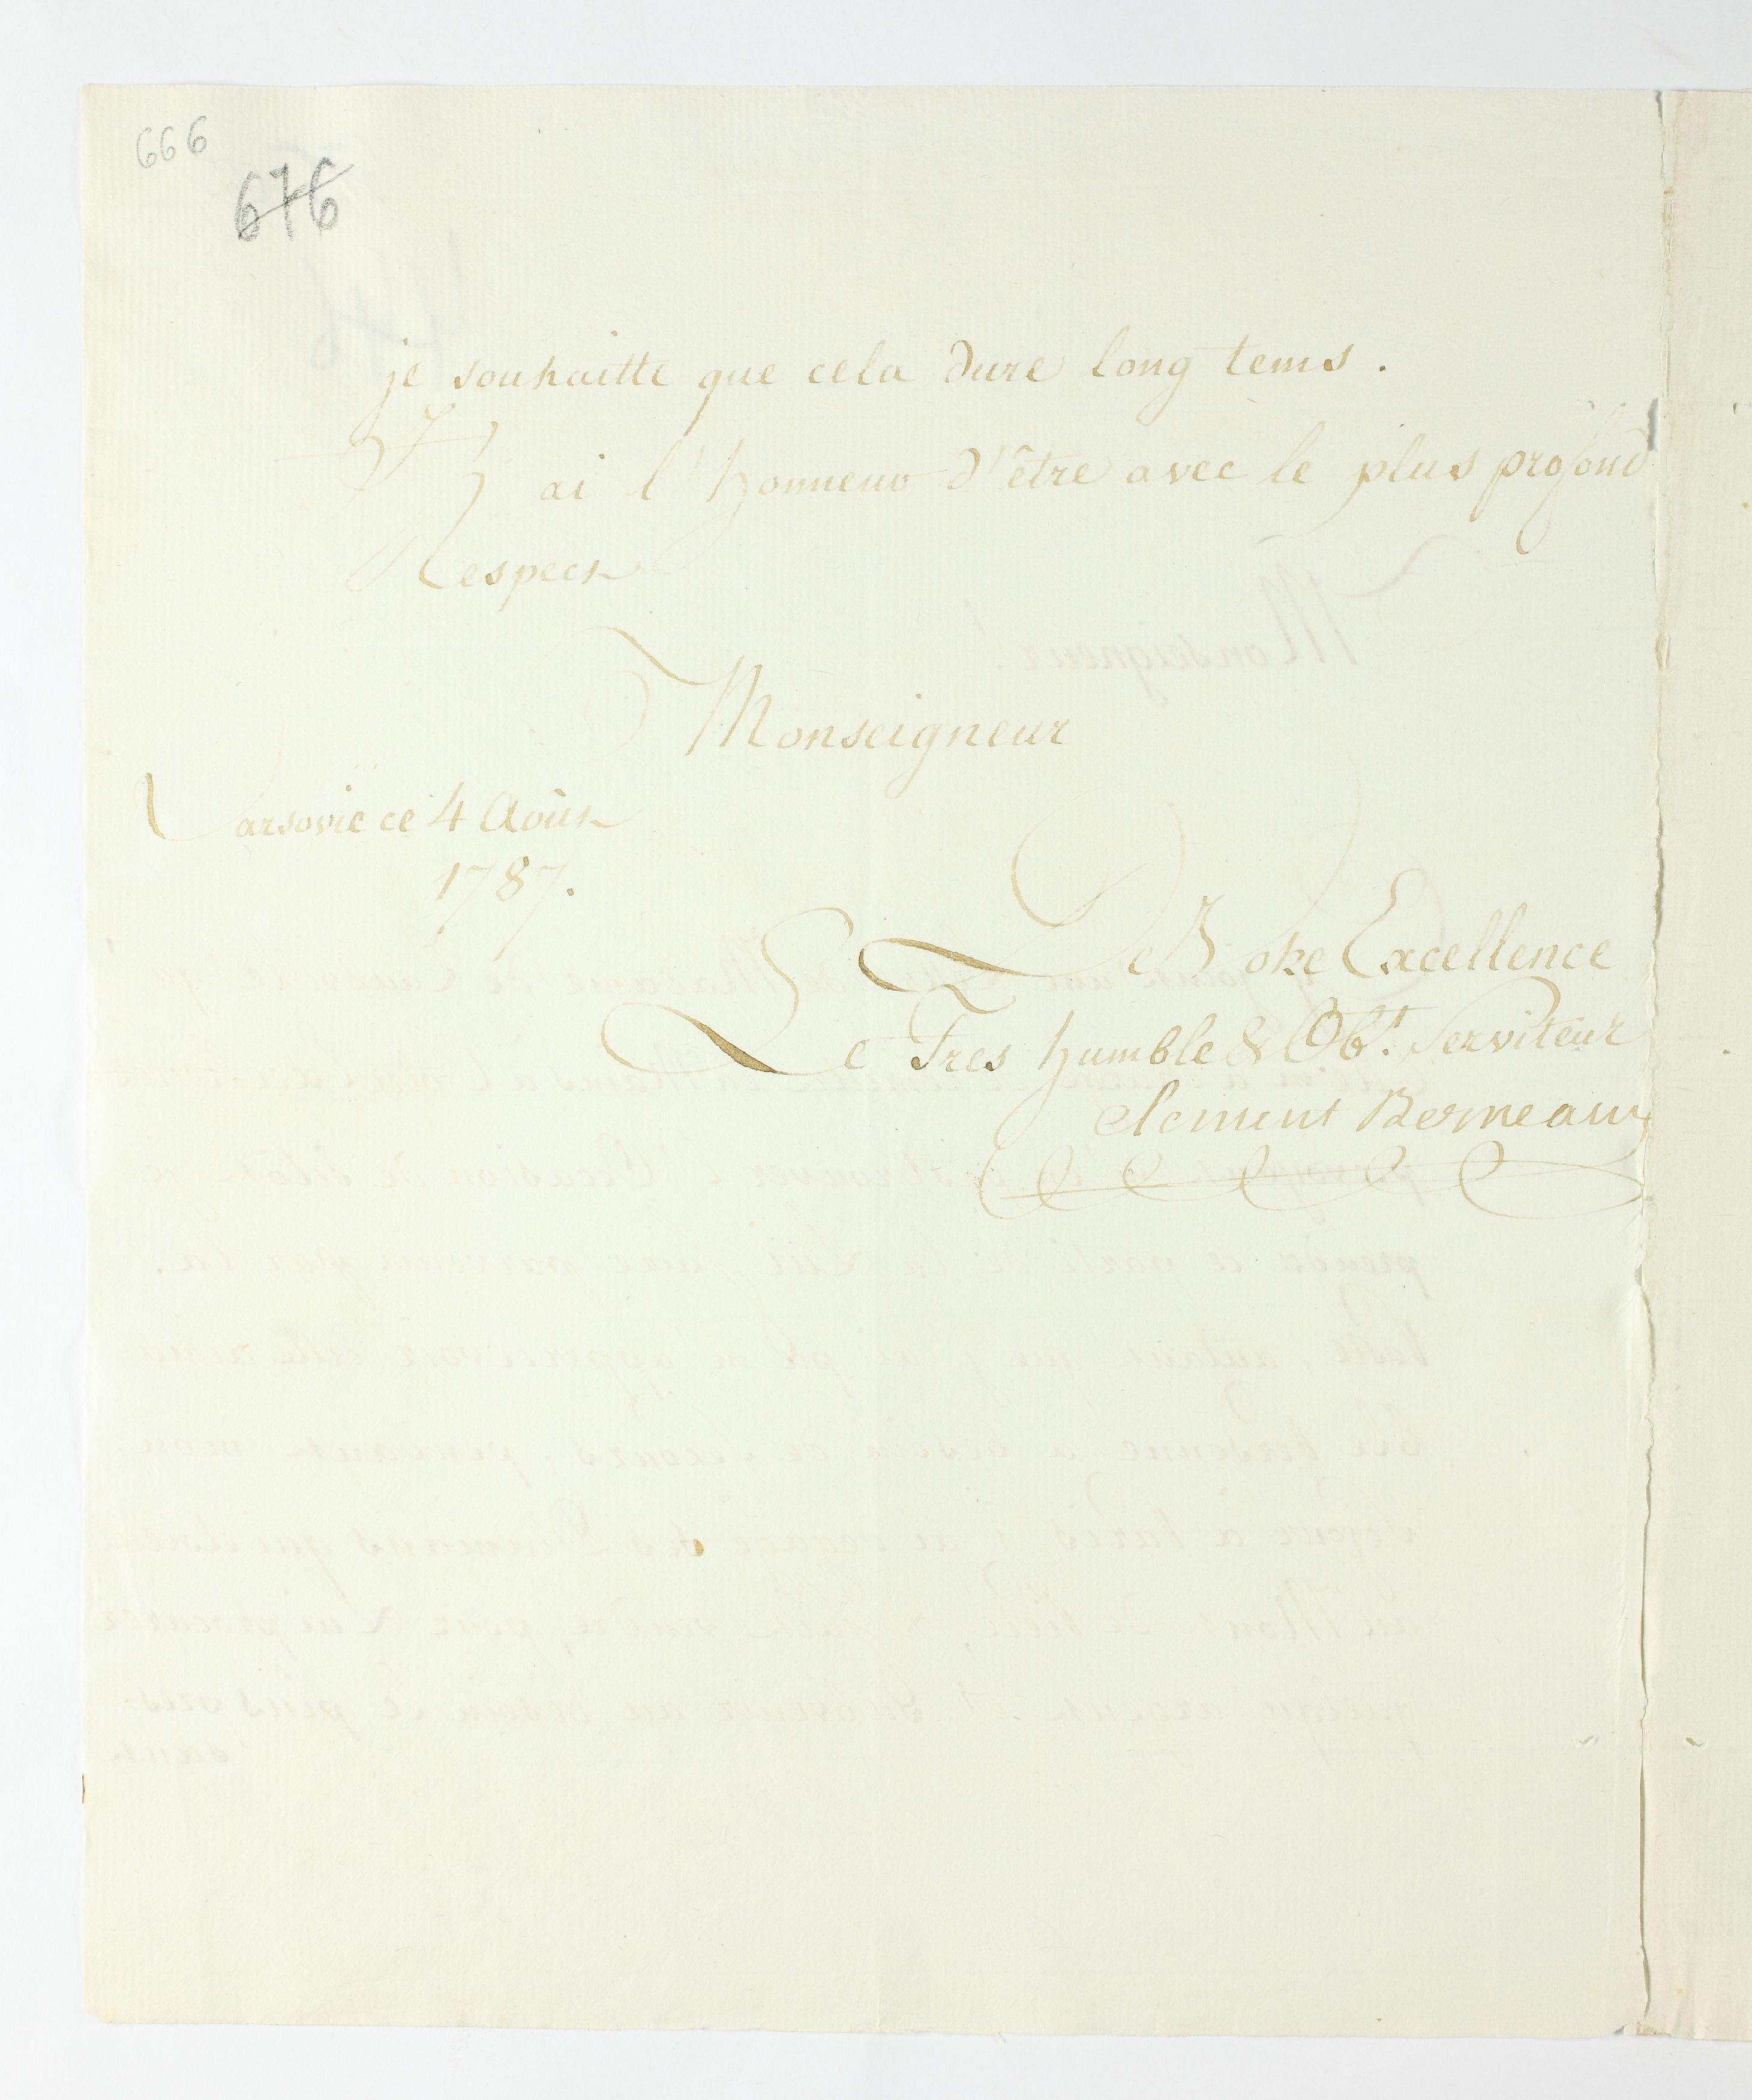 666
676
je souhaitte que cela dure long tems.
J'ai l'honneur d'être avec le plus profond
Respect
Monseigneur
Varsovie ce 4 Août
1787.
De Votre Excellence
Le Tres humble & Obt. Serviteur
Clement Berneaux